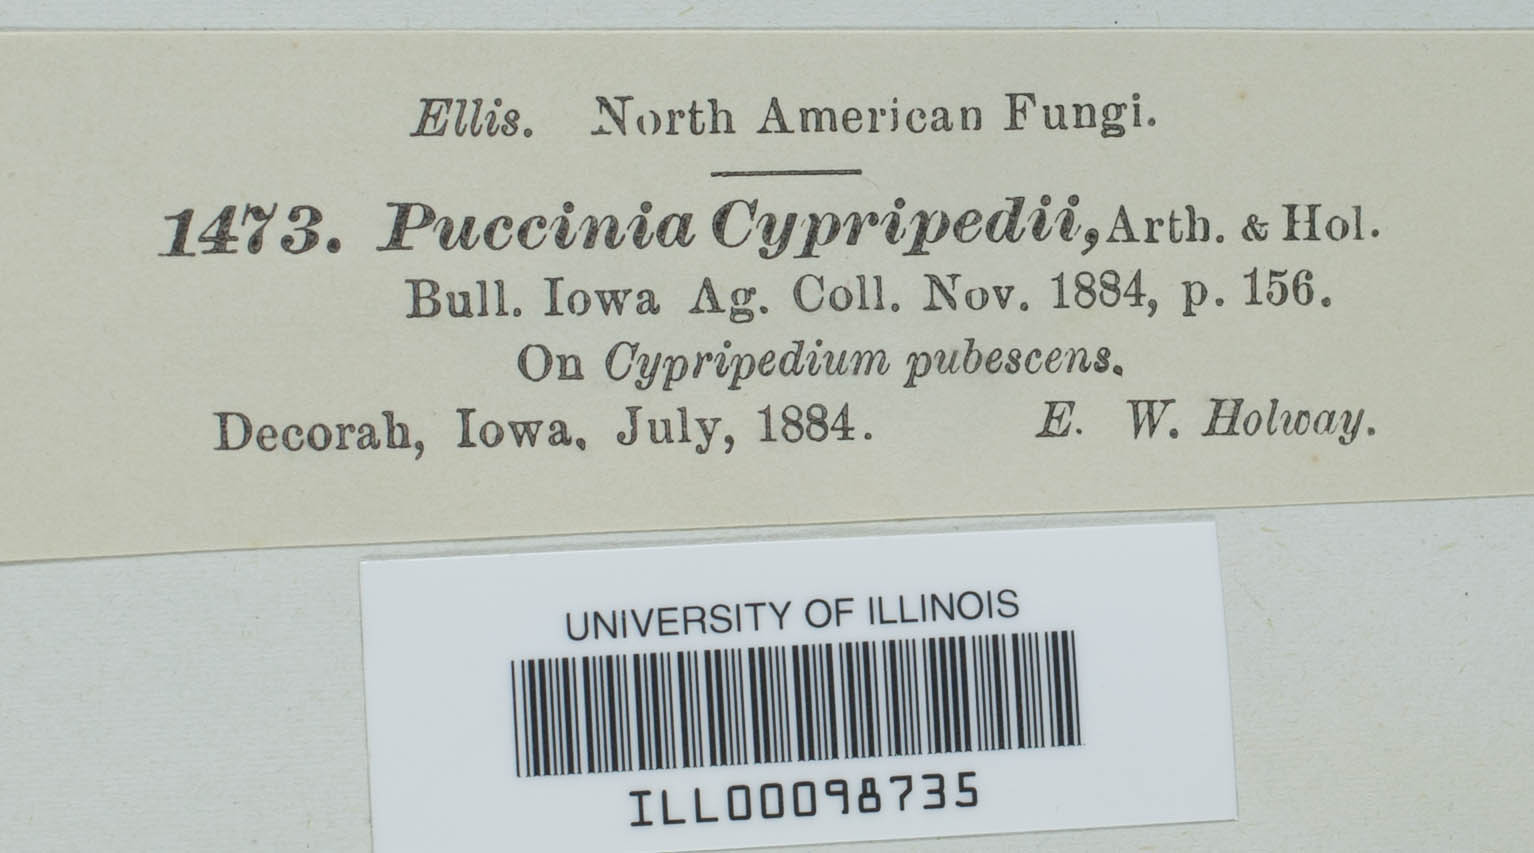 Ellis. North American Fungi.
1473. Puccinia Cypripedii, Arth. & Hol.
Bull. Iowa Ag. Coll. Nov. 1884, p. 156.
On Cypripedium pubescens.
Decorah, Iowa, July, 1884. E. W. Holway.
UNIVERSITY OF ILLINOIS
ILL00098735